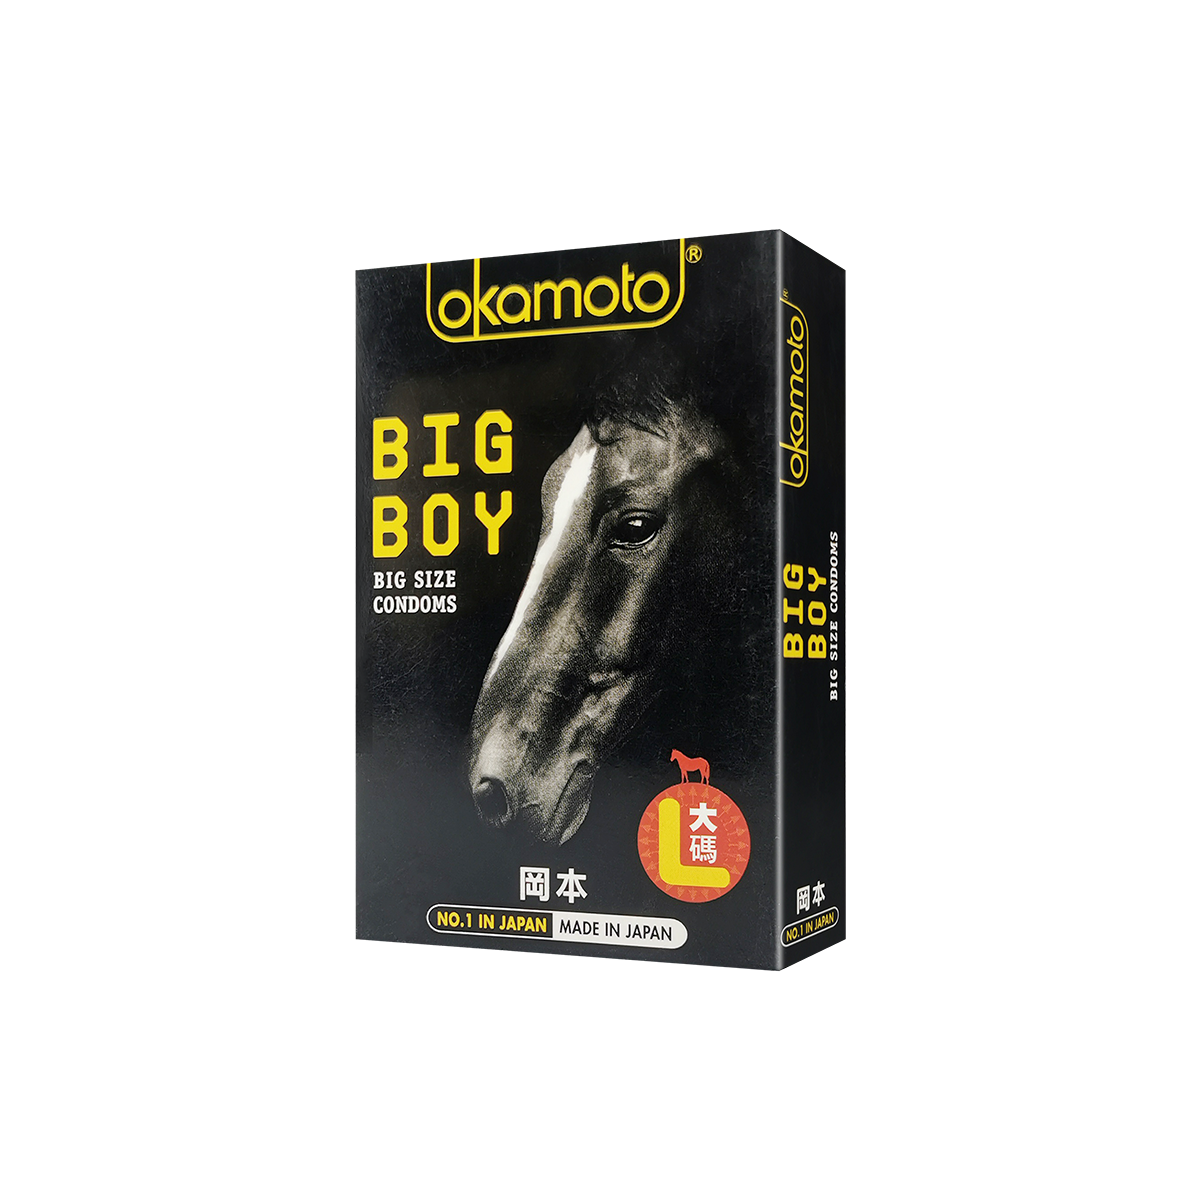 okamoto®
BIG
BOY
BIG SIZE
CONDOMS
L
大
碼
岡本
NO.1 IN JAPAN
MADE IN JAPAN
okamoto®
BIG
BOY
BIG SIZE CONDOMS
岡本
NO.1 IN JAPAN